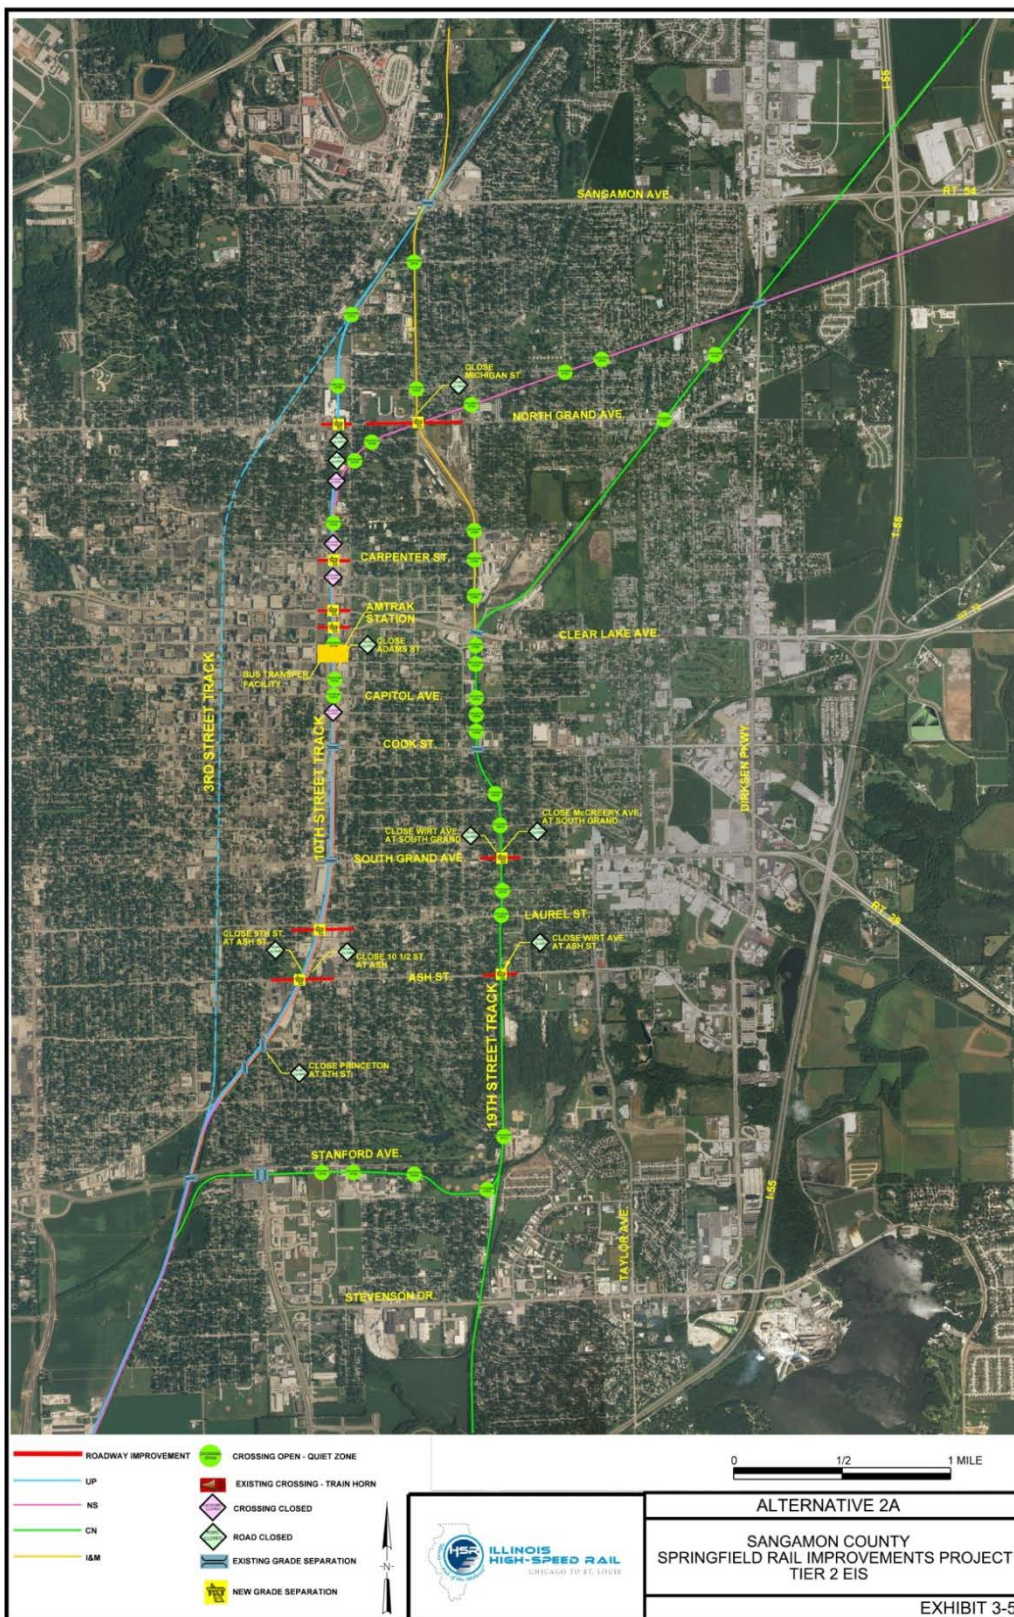 I-55
SANGAMON AVE.
RT. 54
CLOSE
MICHIGAN ST.
NORTH GRAND AVE.
I-55
CARPENTER ST.
AMTRAK
STATION
CLEAR LAKE AVE.
CLOSE
ADAMS ST.
BUS TRANSFER
FACILITY
CAPITOL AVE.
3RD STREET TRACK
10TH STREET TRACK
COOK ST.
DIRKSEN PKWY
CLOSE WIRT AVE.
AT SOUTH GRAND
CLOSE McCREERY AVE.
AT SOUTH GRAND
SOUTH GRAND AVE
RT. 29
LAUREL ST.
CLOSE 9TH ST.
AT ASH ST.
CLOSE 10 1/2 ST.
AT ASH
CLOSE WIRT AVE.
AT ASH ST.
ASH ST.
19TH STREET TRACK
CLOSE PRINCETON
AT 6TH ST.
STANFORD AVE.
I-55
TAYLOR AVE.
STEVENSON DR.
ROADWAY IMPROVEMENT
UP
NS
CN
I&M
CROSSING OPEN - QUIET ZONE
EXISTING CROSSING - TRAIN HORN
CROSSING CLOSED
ROAD CLOSED
EXISTING GRADE SEPARATION
NEW GRADE SEPARATION
-N-
HSR
ILLINOIS
HIGH-SPEED RAIL
CHICAGO TO ST. LOUIS
0 1/2 1 MILE
ALTERNATIVE 2A
SANGAMON COUNTY
SPRINGFIELD RAIL IMPROVEMENTS PROJECT
TIER 2 EIS
EXHIBIT 3-5